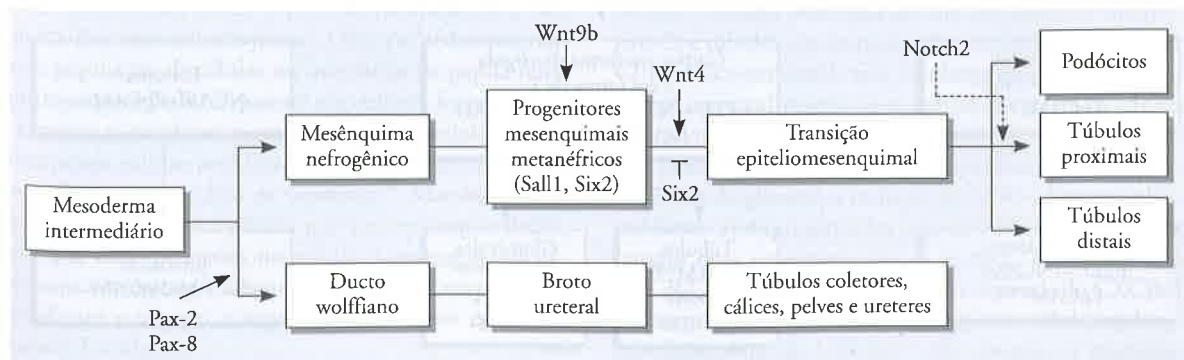 Wnt9b
Notch2
Wnt4
Podócitos
Mesênquima
nefrogênico
Progenitores
mesenquimais
metanéfricos
(Sall1, Six2)
Transição
epiteliomesenquimal
Túbulos
proximais
Six2
Mesoderma
intermediário
Túbulos
distais
Ducto
wolffiano
Broto
ureteral
Túbulos coletores,
cálices, pelves e ureteres
Pax-2
Pax-8